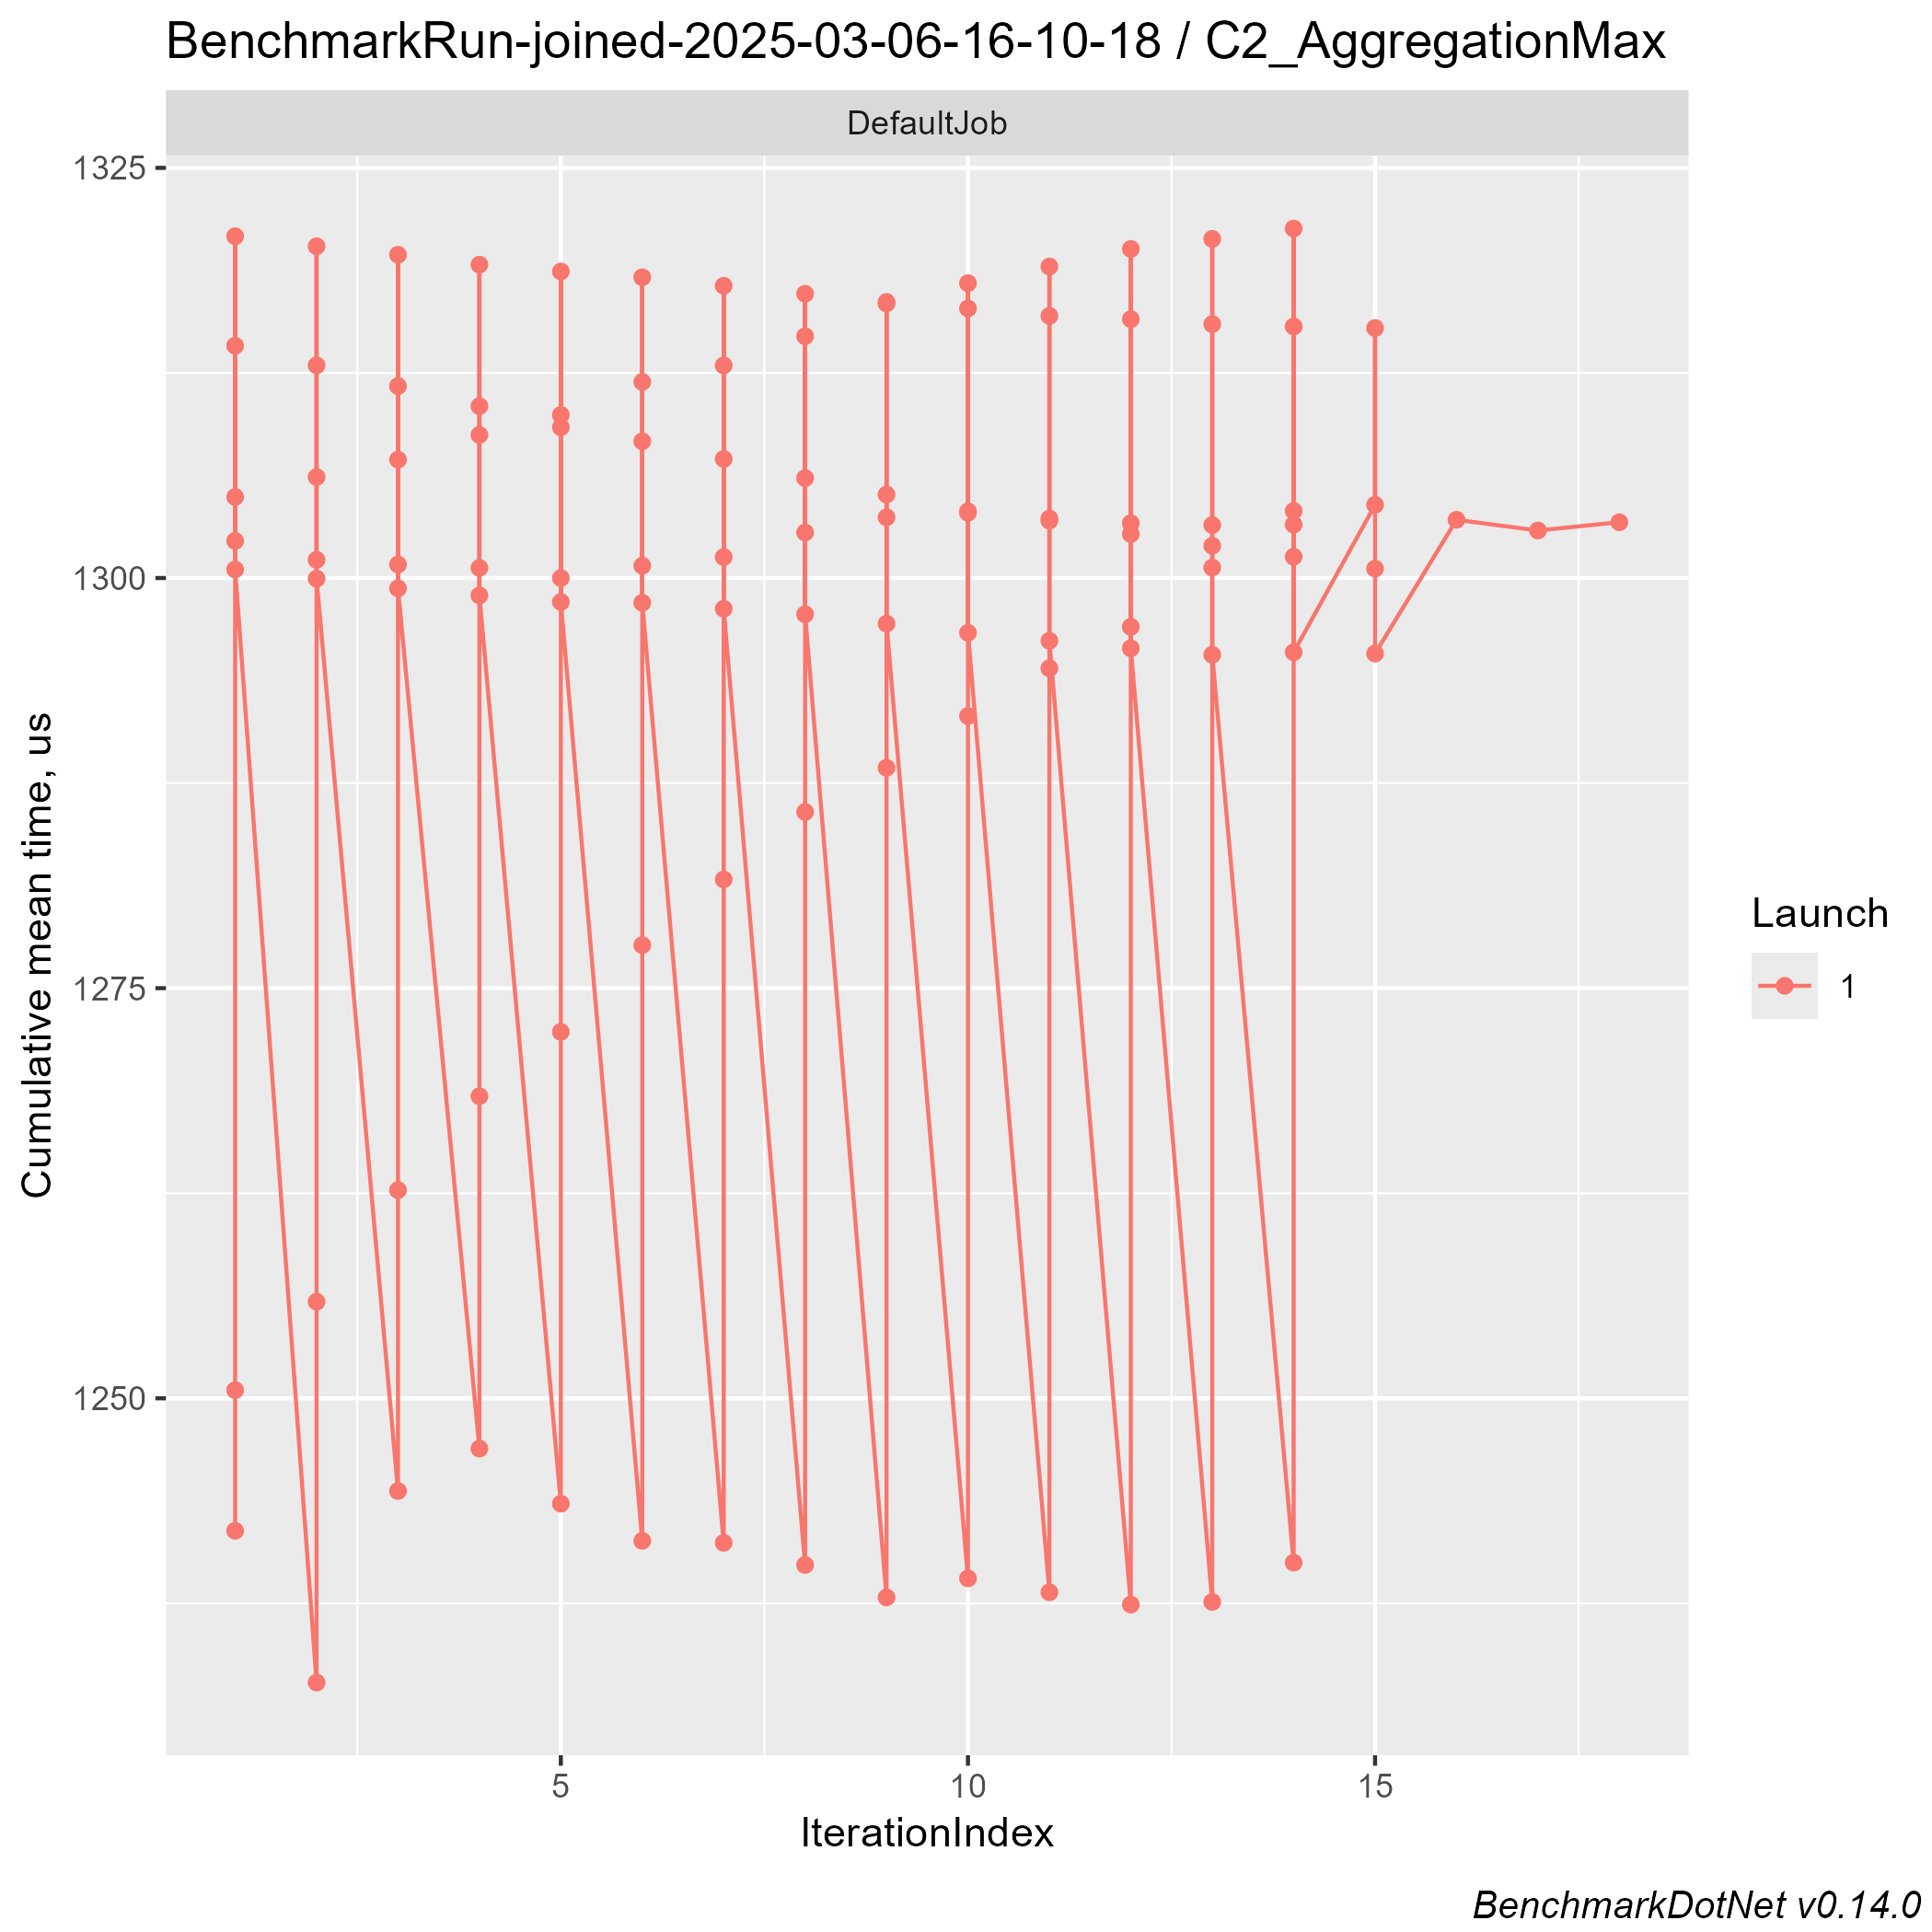 BenchmarkRun-joined-2025-03-06-16-10-18 / C2_AggregationMax
DefaultJob
1325
1300
1275
1250
Cumulative mean time, us
5
10
15
IterationIndex
Launch
1
BenchmarkDotNet v0.14.0